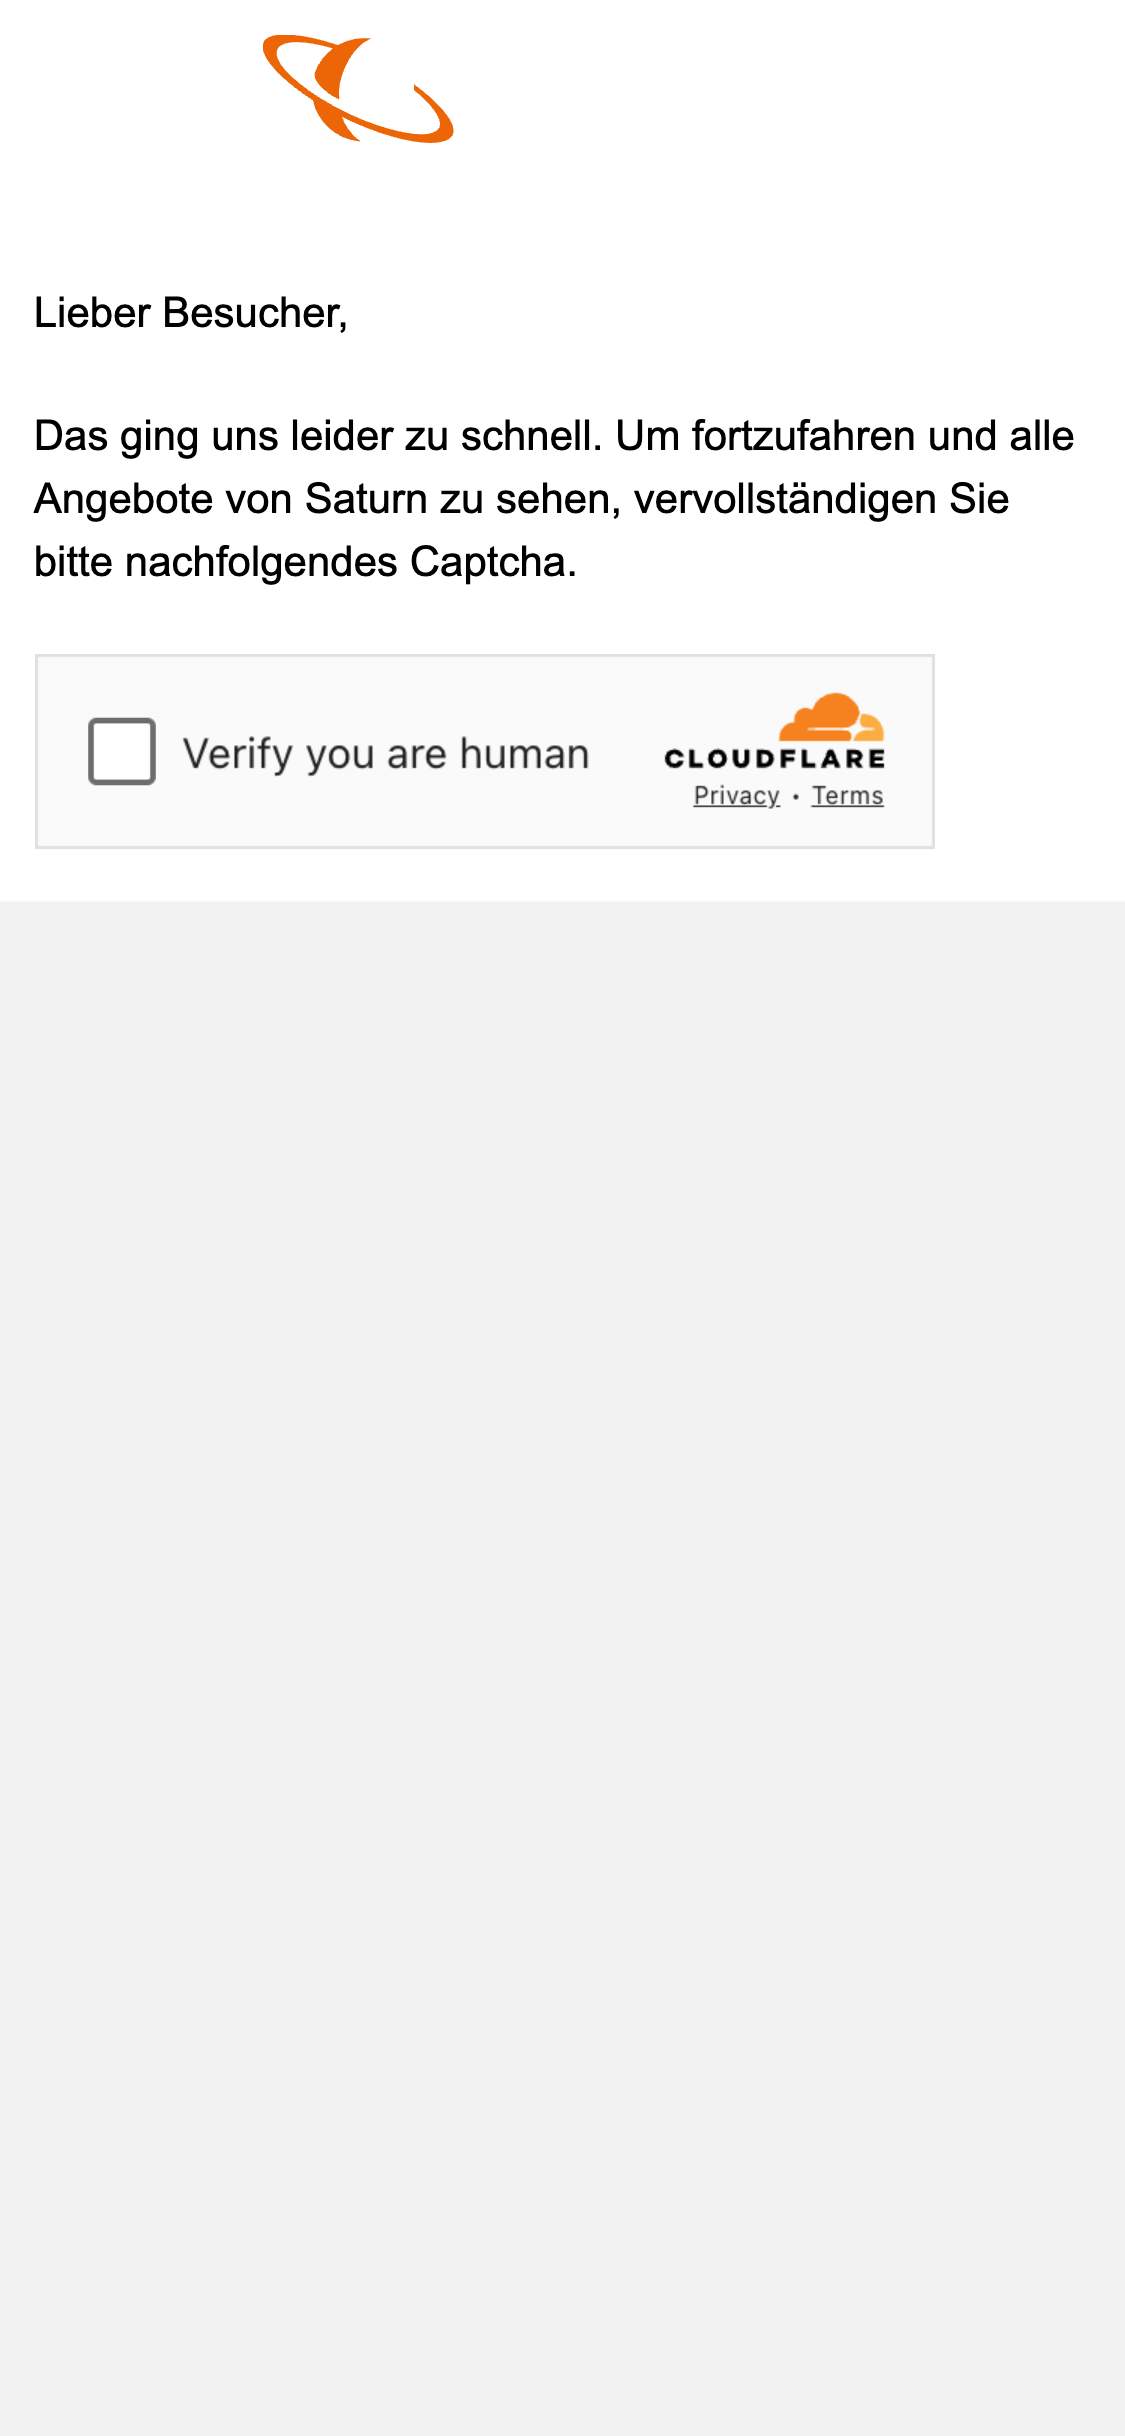 Lieber Besucher,
Das ging uns leider zu schnell. Um fortzufahren und alle
Angebote von Saturn zu sehen, vervollständigen Sie
bitte nachfolgendes Captcha.
Verify you are human
CLOUDFLARE
Privacy • Terms